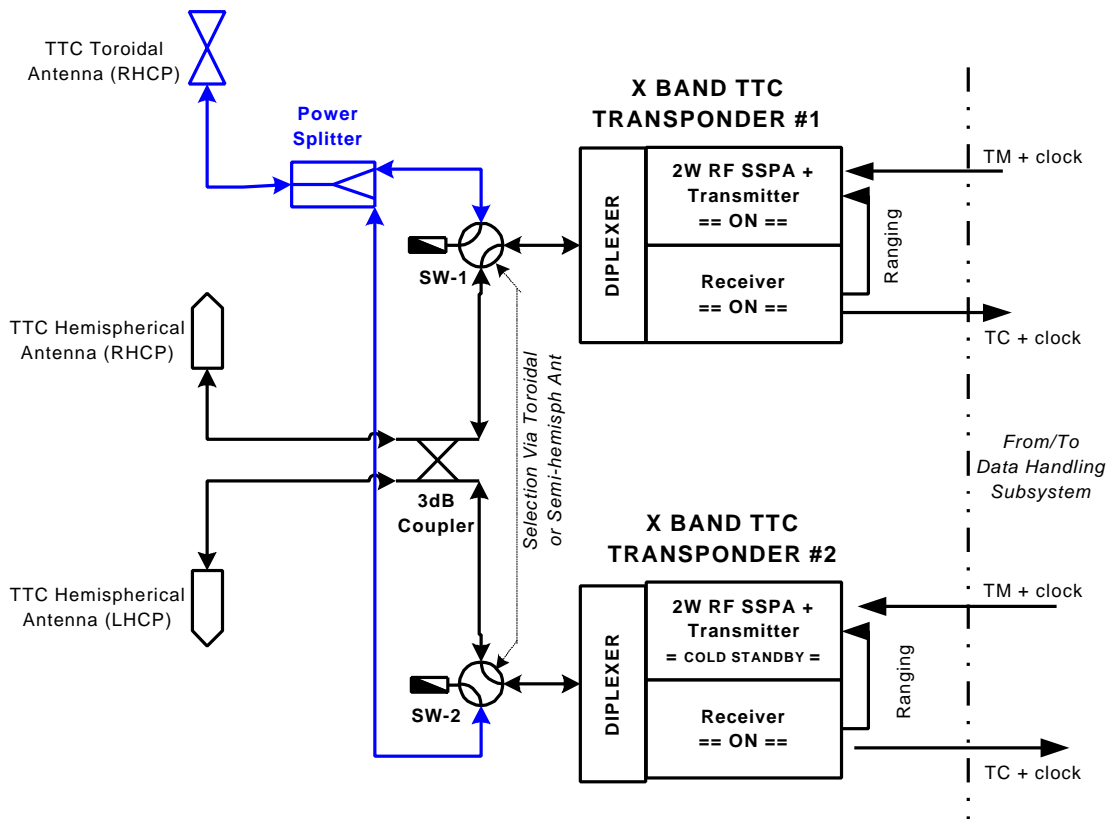 TTC Toroidal
Antenna (RHCP)
Power
Splitter
X BAND TTC
TRANSPONDER #1
DIPLEXER
2W RF SSPA +
Transmitter
== ON ==
Receiver
== ON ==
Ranging
TM + clock
TC + clock
SW-1
TTC Hemispherical
Antenna (RHCP)
Selection Via Toroidal
or Semi-hemisph Ant
3dB
Coupler
From/To
Data Handling
Subsystem
TTC Hemispherical
Antenna (LHCP)
X BAND TTC
TRANSPONDER #2
DIPLEXER
2W RF SSPA +
Transmitter
= COLD STANDBY =
Receiver
== ON ==
Ranging
TM + clock
TC + clock
SW-2